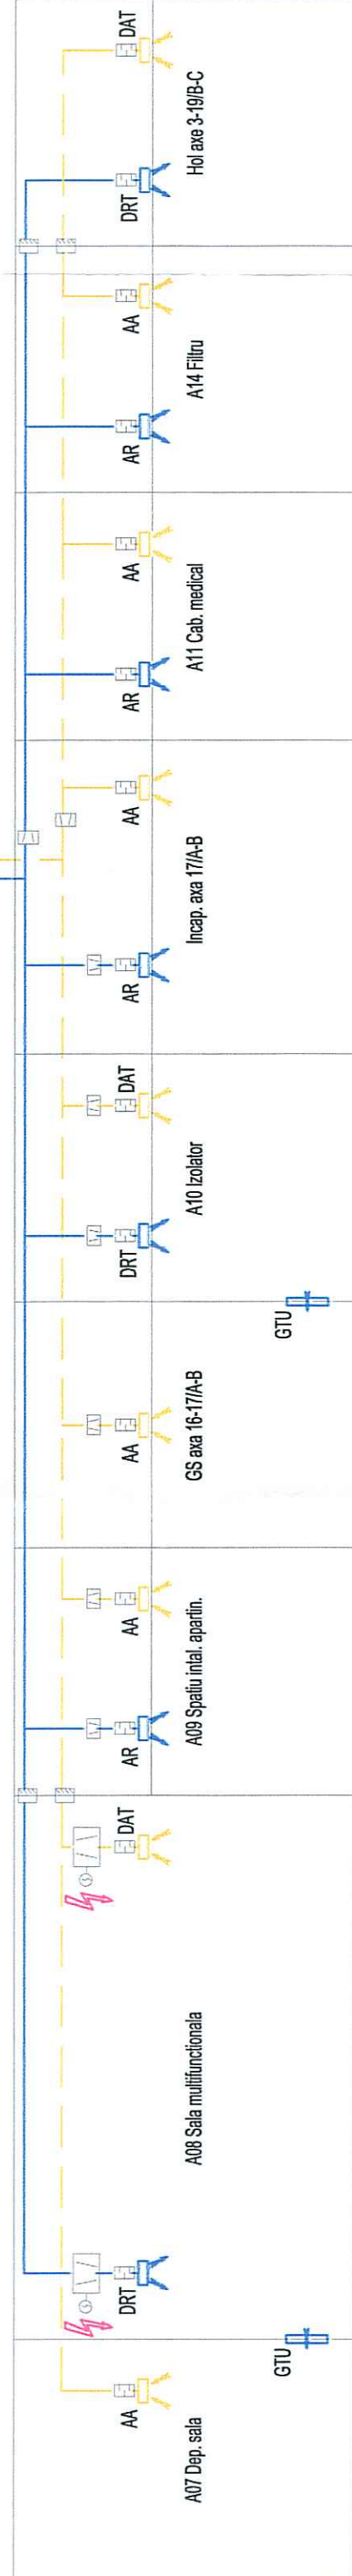 DAT
DRT
Hol axe 3-19/B-C
AA
AR
A14 Filtru
AA
AR
A11 Cab. medical
AA
AR
Incap. axa 17/A-B
DAT
DRT
A10 Izolator
GTU
AA
GS axa 16-17/A-B
AA
AR
A09 Spatiu intal. apartin.
DAT
DRT
A08 Sala multifunctionala
GTU
AA
A07 Dep. sala